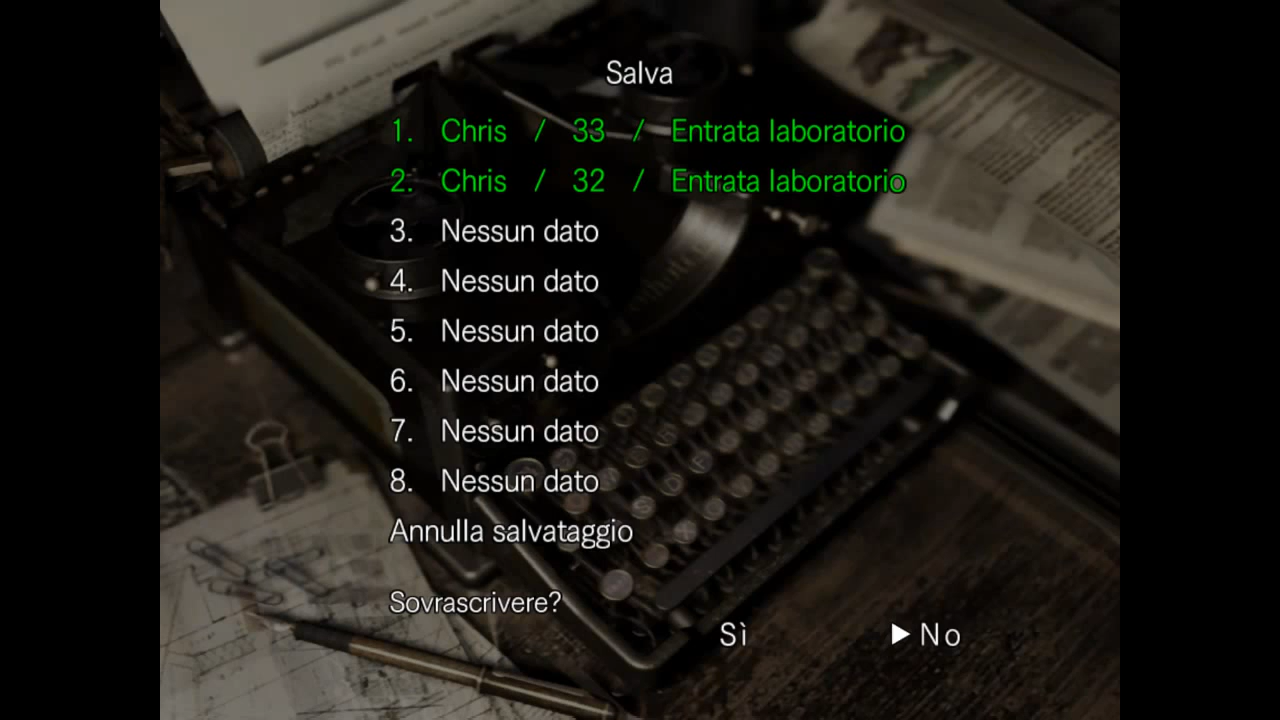 Salva
1. Chris / 33 / Entrata laboratorio
2. Chris / 32 / Entrata laboratorio
3. Nessun dato
4. Nessun dato
5. Nessun dato
6. Nessun dato
7. Nessun dato
8. Nessun dato
Annulla salvataggio
Sovrascrivere?
Sì ▶ No